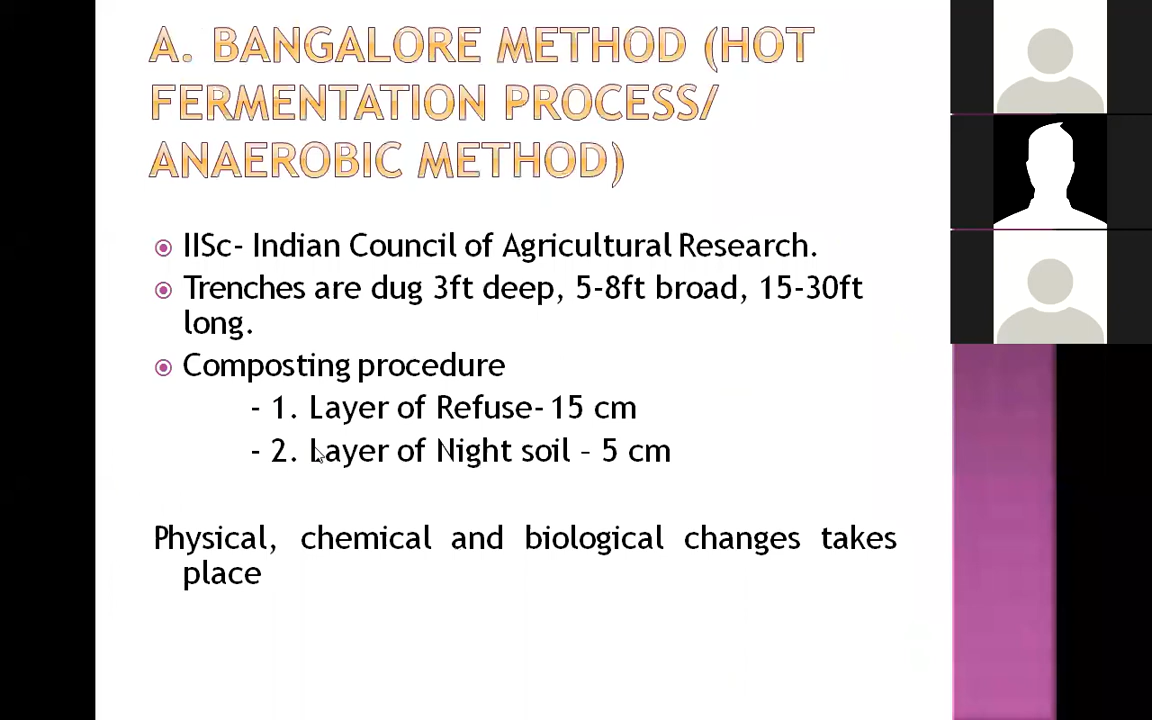 A. BANGALORE METHOD (HOT
FERMENTATION PROCESS/
ANAEROBIC METHOD)
IISc- Indian Council of Agricultural Research.
Trenches are dug 3ft deep, 5-8ft broad, 15-30ft
long.
Composting procedure
- 1. Layer of Refuse- 15 cm
- 2. Layer of Night soil – 5 cm
Physical, chemical and biological changes takes
place